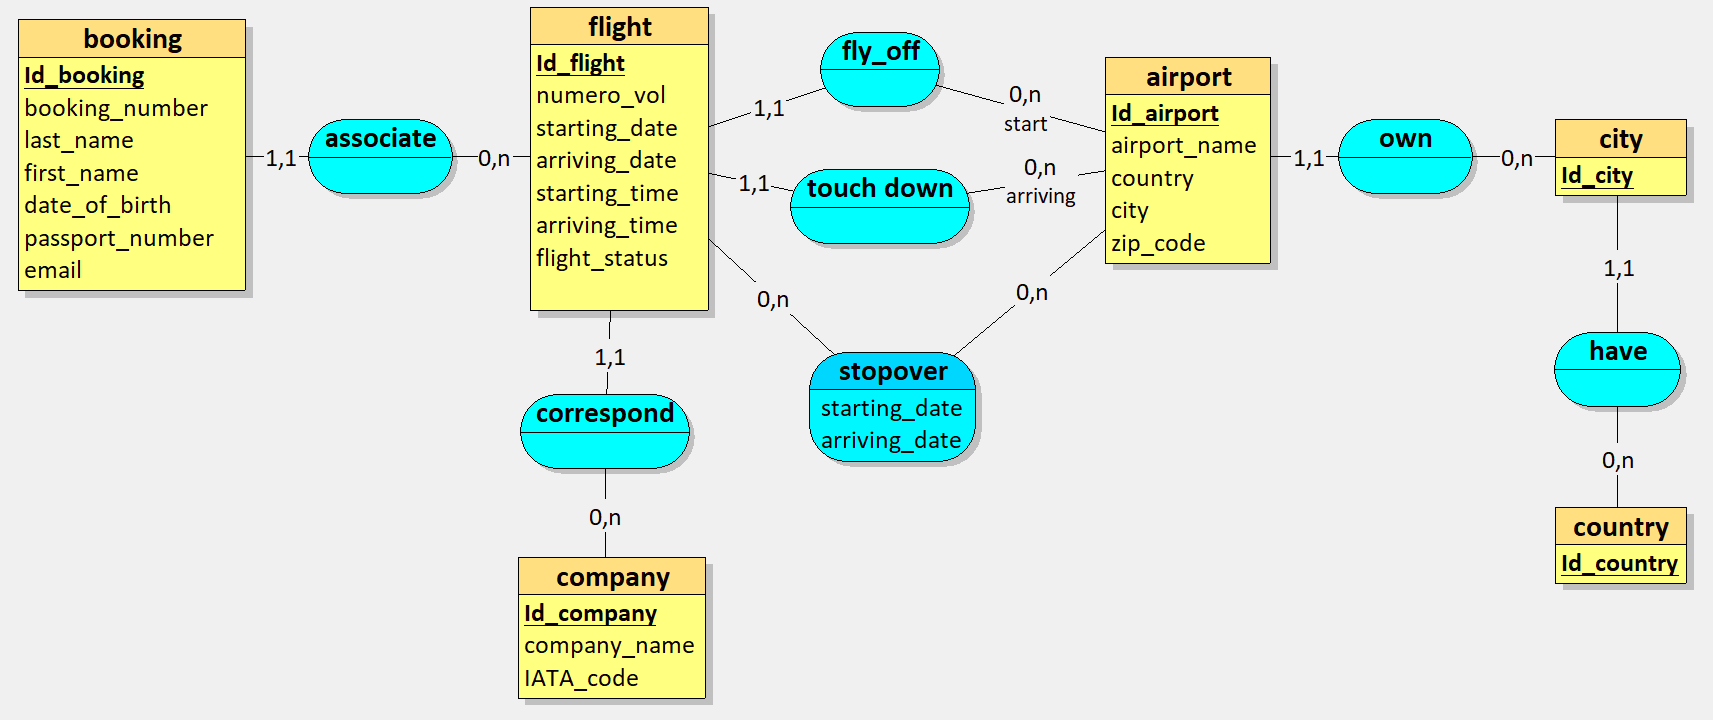 booking
Id_booking
booking_number
last_name
first_name
date_of_birth
passport_number
email
1,1
associate
0,n
flight
Id_flight
numero_vol
starting_date
arriving_date
starting_time
arriving_time
flight_status
1,1
fly_off
0,n
start
1,1
touch down
0,n
arriving
0,n
stopover
starting_date
arriving_date
0,n
airport
Id_airport
airport_name
country
city
zip_code
1,1
own
0,n
city
Id_city
1,1
have
0,n
country
Id_country
1,1
correspond
0,n
company
Id_company
company_name
IATA_code